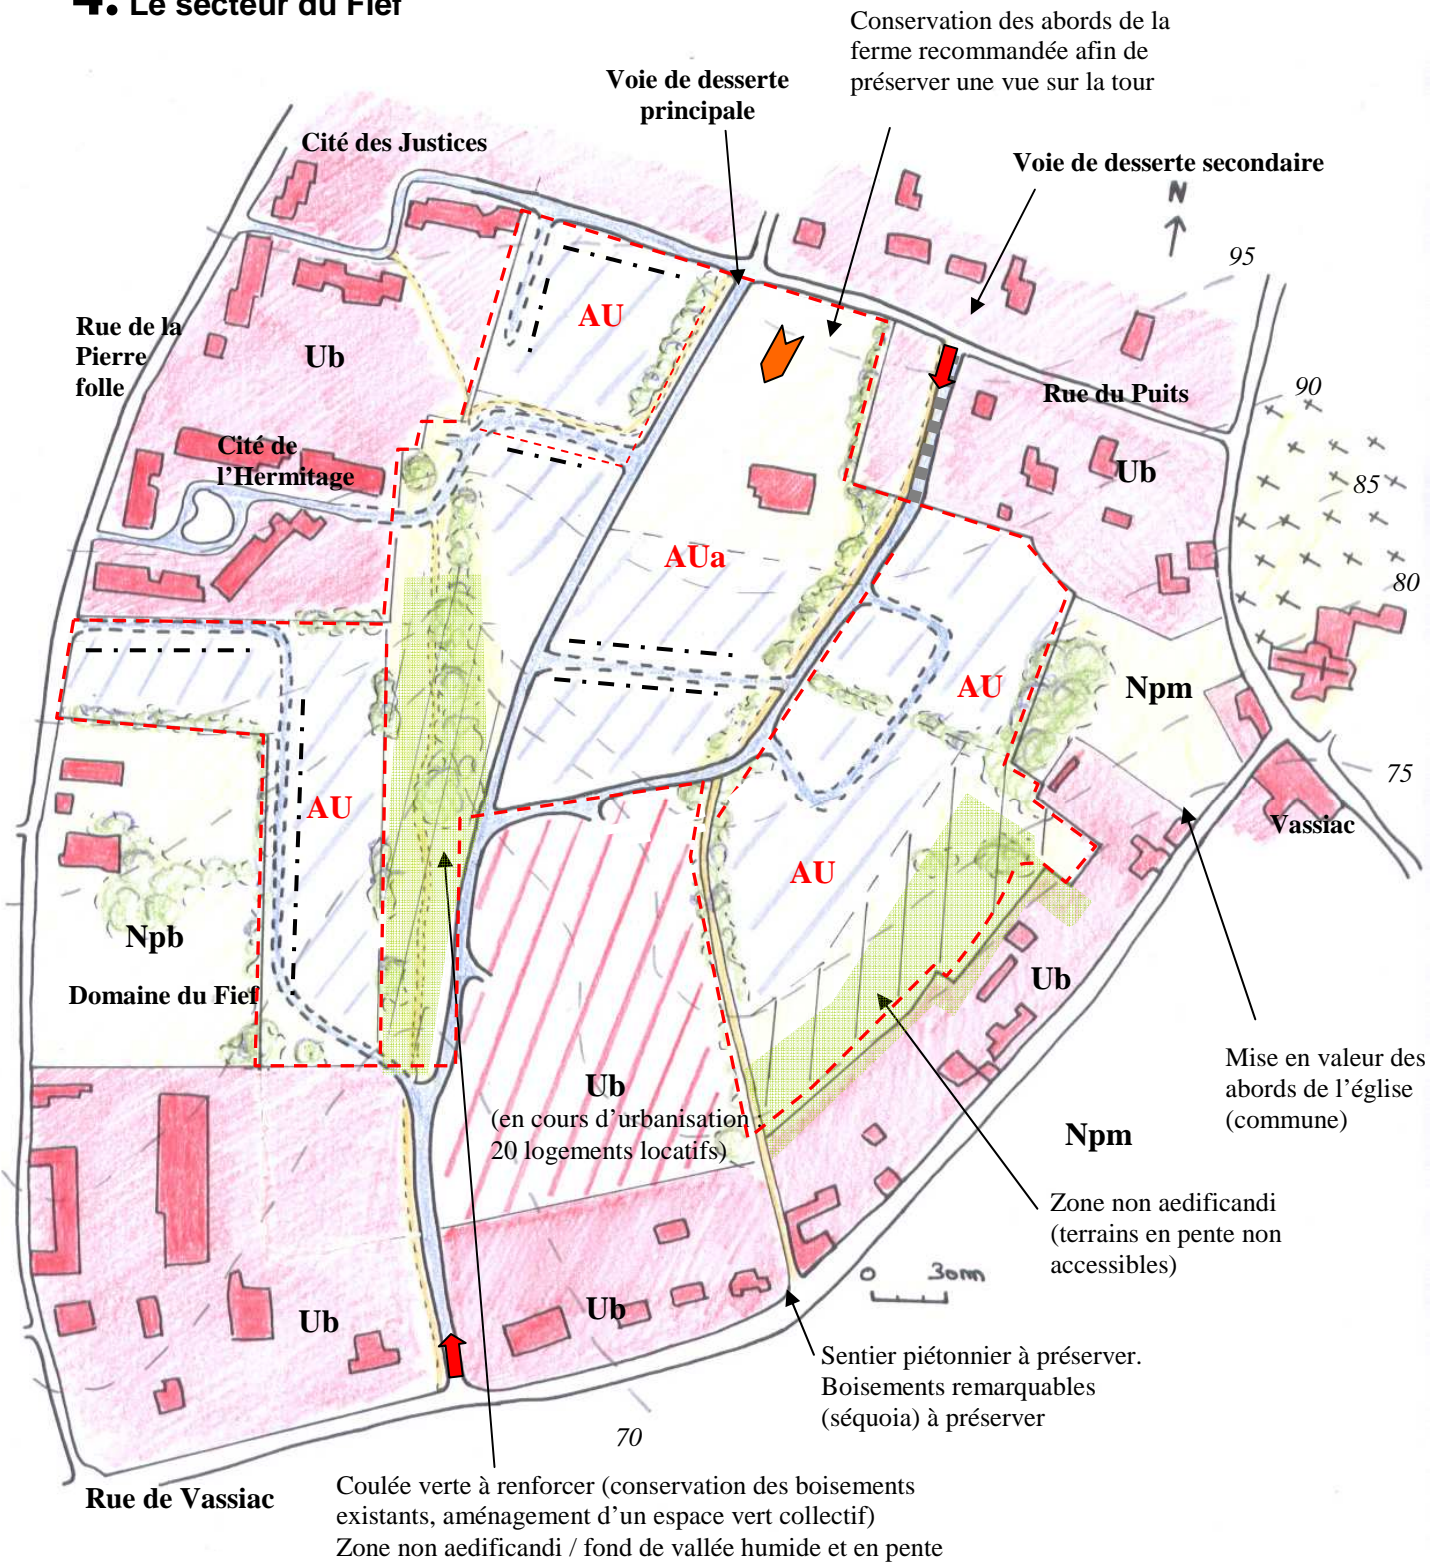 4. Le secteur du Fief
Conservation des abords de la
ferme recommandée afin de
préserver une vue sur la tour
Voie de desserte
principale
Cité des Justices
Voie de desserte secondaire
N
95
AU
Rue de la
Pierre
folle
Ub
90
Rue du Puits
Cité de
l'Hermitage
Ub
85
AUa
80
AU
Npm
75
AU
Vassiac
AU
Npb
Ub
Domaine du Fief
Mise en valeur des
abords de l'église
(commune)
Ub
(en cours d'urbanisation :
20 logements locatifs)
Npm
Zone non aedificandi
(terrains en pente non
accessibles)
0 30m
Ub
Ub
Sentier piétonnier à préserver.
Boisements remarquables
(séquoia) à préserver
70
Coulée verte à renforcer (conservation des boisements
existants, aménagement d'un espace vert collectif)
Zone non aedificandi / fond de vallée humide et en pente
Rue de Vassiac